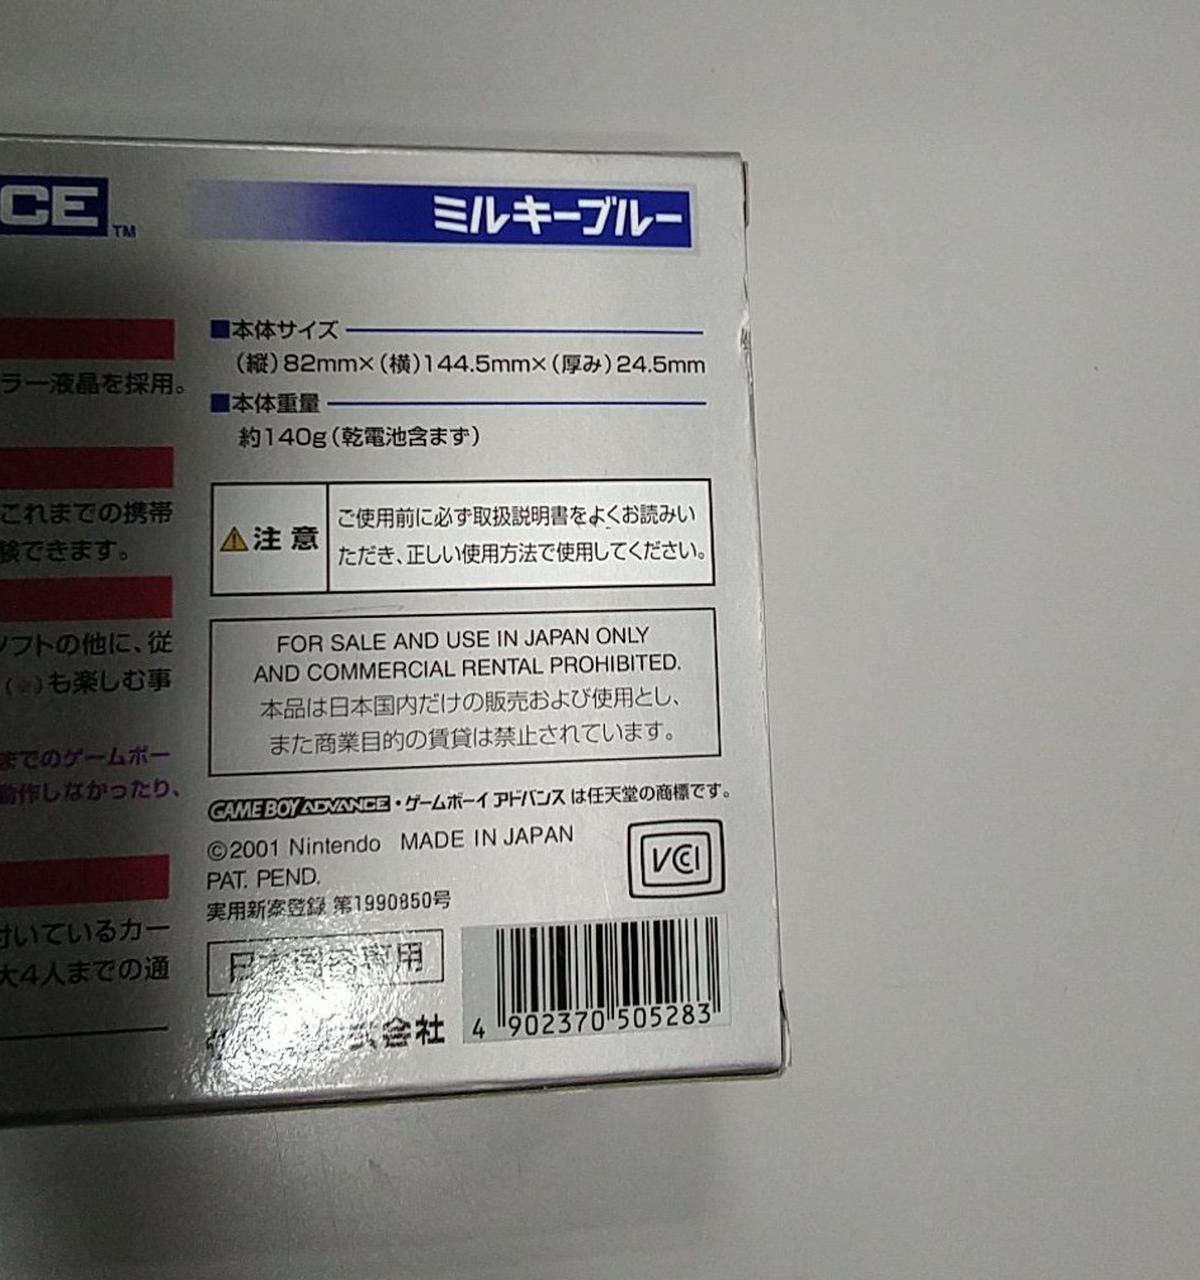 CE™
ミルキーブルー
ラー液晶を採用。
これまでの携帯
験できます。
ソフトの他に、従
も楽しむ事
までのゲームボー
動作しなかったり、
付いているカー
大4人までの通
■本体サイズ
（縦）82mm×（横）144.5mm×（厚み）24.5mm
■本体重量
約140g（乾電池含まず）
⚠注意
ご使用前に必ず取扱説明書をよくお読みい
ただき、正しい使用方法で使用してください。
FOR SALE AND USE IN JAPAN ONLY
AND COMMERCIAL RENTAL PROHIBITED.
本品は日本国内だけの販売および使用とし、
また商業目的の賃貸は禁止されています。
GAME BOY ADVANCE・ゲームボーイ アドバンスは任天堂の商標です。
©2001 Nintendo MADE IN JAPAN
PAT. PEND.
実用新案登録 第1990850号
VCI
日本国内専用
式会社
4 902370 505283